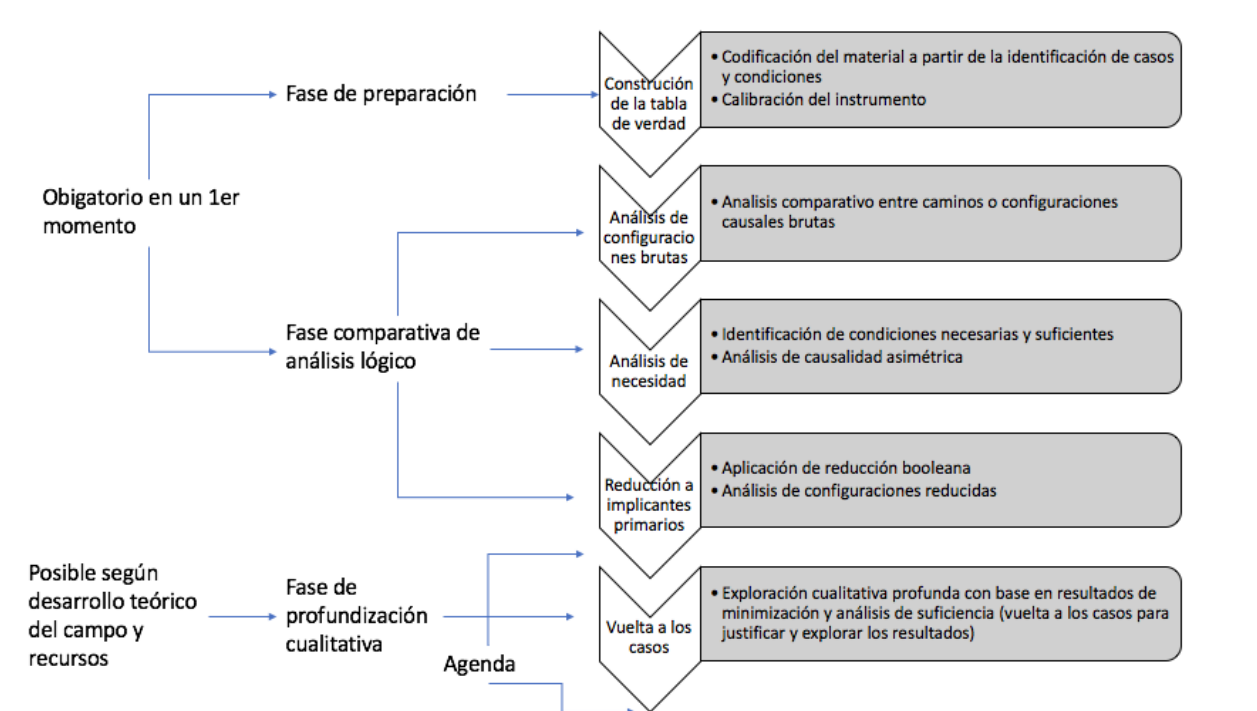 Obigatorio en un 1er
momento
Fase de preparación
Construción
de la tabla
de verdad
• Codificación del material a partir de la identificación de casos
y condiciones
• Calibración del instrumento
Fase comparativa de
análisis lógico
Análisis de
configuracio
nes brutas
• Analisis comparativo entre caminos o configuraciones
causales brutas
Análisis de
necesidad
• Identificación de condiciones necesarias y suficientes
• Análisis de causalidad asimétrica
Reducción a
implicantes
primarios
• Aplicación de reducción booleana
• Análisis de configuraciones reducidas
Posible según
desarrollo teórico
del campo y
recursos
Fase de
profundización
cualitativa
Agenda
Vuelta a los
casos
• Exploración cualitativa profunda con base en resultados de
minimización y análisis de suficiencia (vuelta a los casos para
justificar y explorar los resultados)